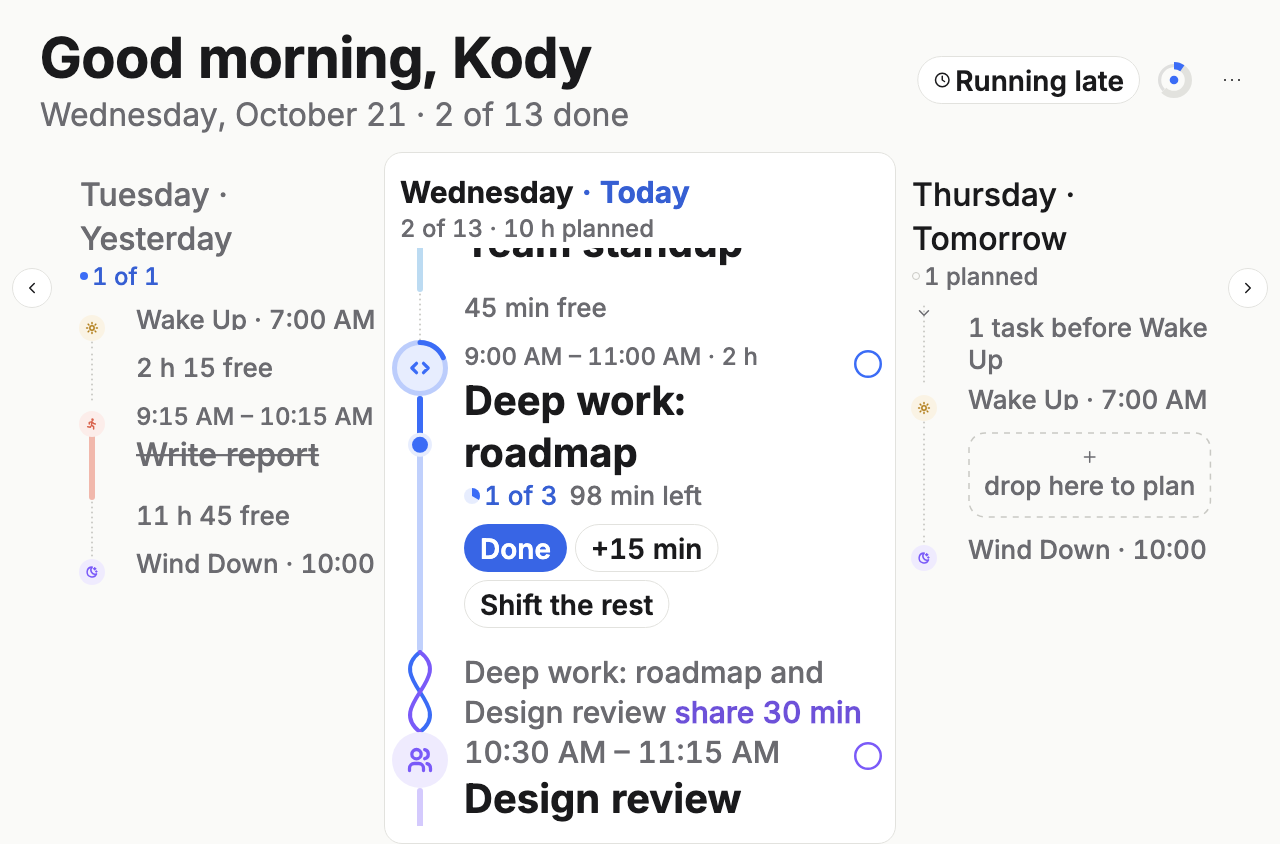 Good morning, Kody
Wednesday, October 21 · 2 of 13 done
Running late
Tuesday ·
Yesterday
1 of 1
Wake Up · 7:00 AM
2 h 15 free
9:15 AM – 10:15 AM
Write report
11 h 45 free
Wind Down · 10:00
Wednesday · Today
2 of 13 · 10 h planned
Team standup
45 min free
9:00 AM – 11:00 AM · 2 h
Deep work:
roadmap
1 of 3 98 min left
Done
+15 min
Shift the rest
Deep work: roadmap and
Design review share 30 min
10:30 AM – 11:15 AM
Design review
Thursday ·
Tomorrow
1 planned
1 task before Wake
Up
Wake Up · 7:00 AM
+
drop here to plan
Wind Down · 10:00